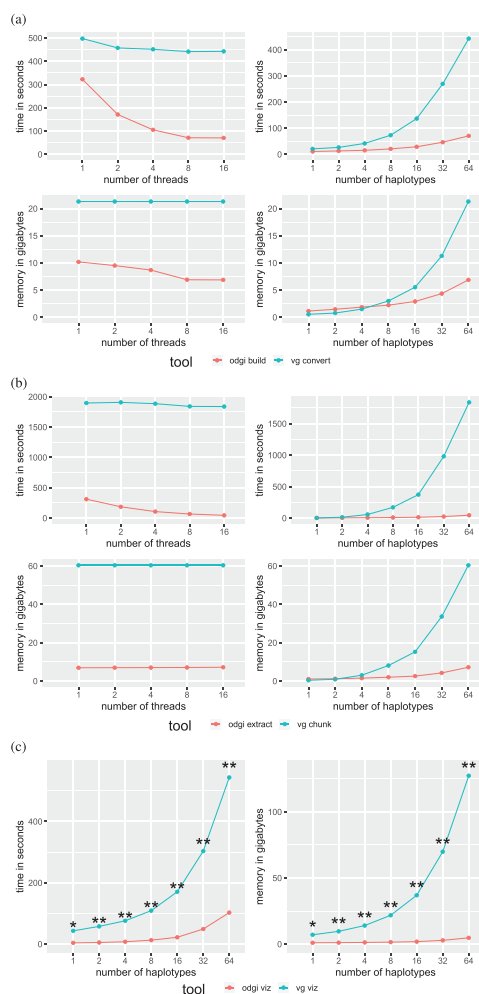 (a)
500
400
300
200
100
0
time in seconds
1 2 4 8 16
number of threads
400
300
200
100
0
time in seconds
1 2 4 8 16 32 64
number of haplotypes
20
15
10
5
0
memory in gigabytes
1 2 4 8 16
number of threads
20
15
10
5
0
memory in gigabytes
1 2 4 8 16 32 64
number of haplotypes
tool odgi build vg convert
(b)
2000
1500
1000
500
0
time in seconds
1 2 4 8 16
number of threads
1500
1000
500
0
time in seconds
1 2 4 8 16 32 64
number of haplotypes
60
40
20
0
memory in gigabytes
1 2 4 8 16
number of threads
60
40
20
0
memory in gigabytes
1 2 4 8 16 32 64
number of haplotypes
tool odgi extract vg chunk
(c)
400
200
0
time in seconds
* ** ** ** ** ** **
1 2 4 8 16 32 64
number of haplotypes
100
50
0
memory in gigabytes
* ** ** ** ** ** **
1 2 4 8 16 32 64
number of haplotypes
tool odgi viz vg viz